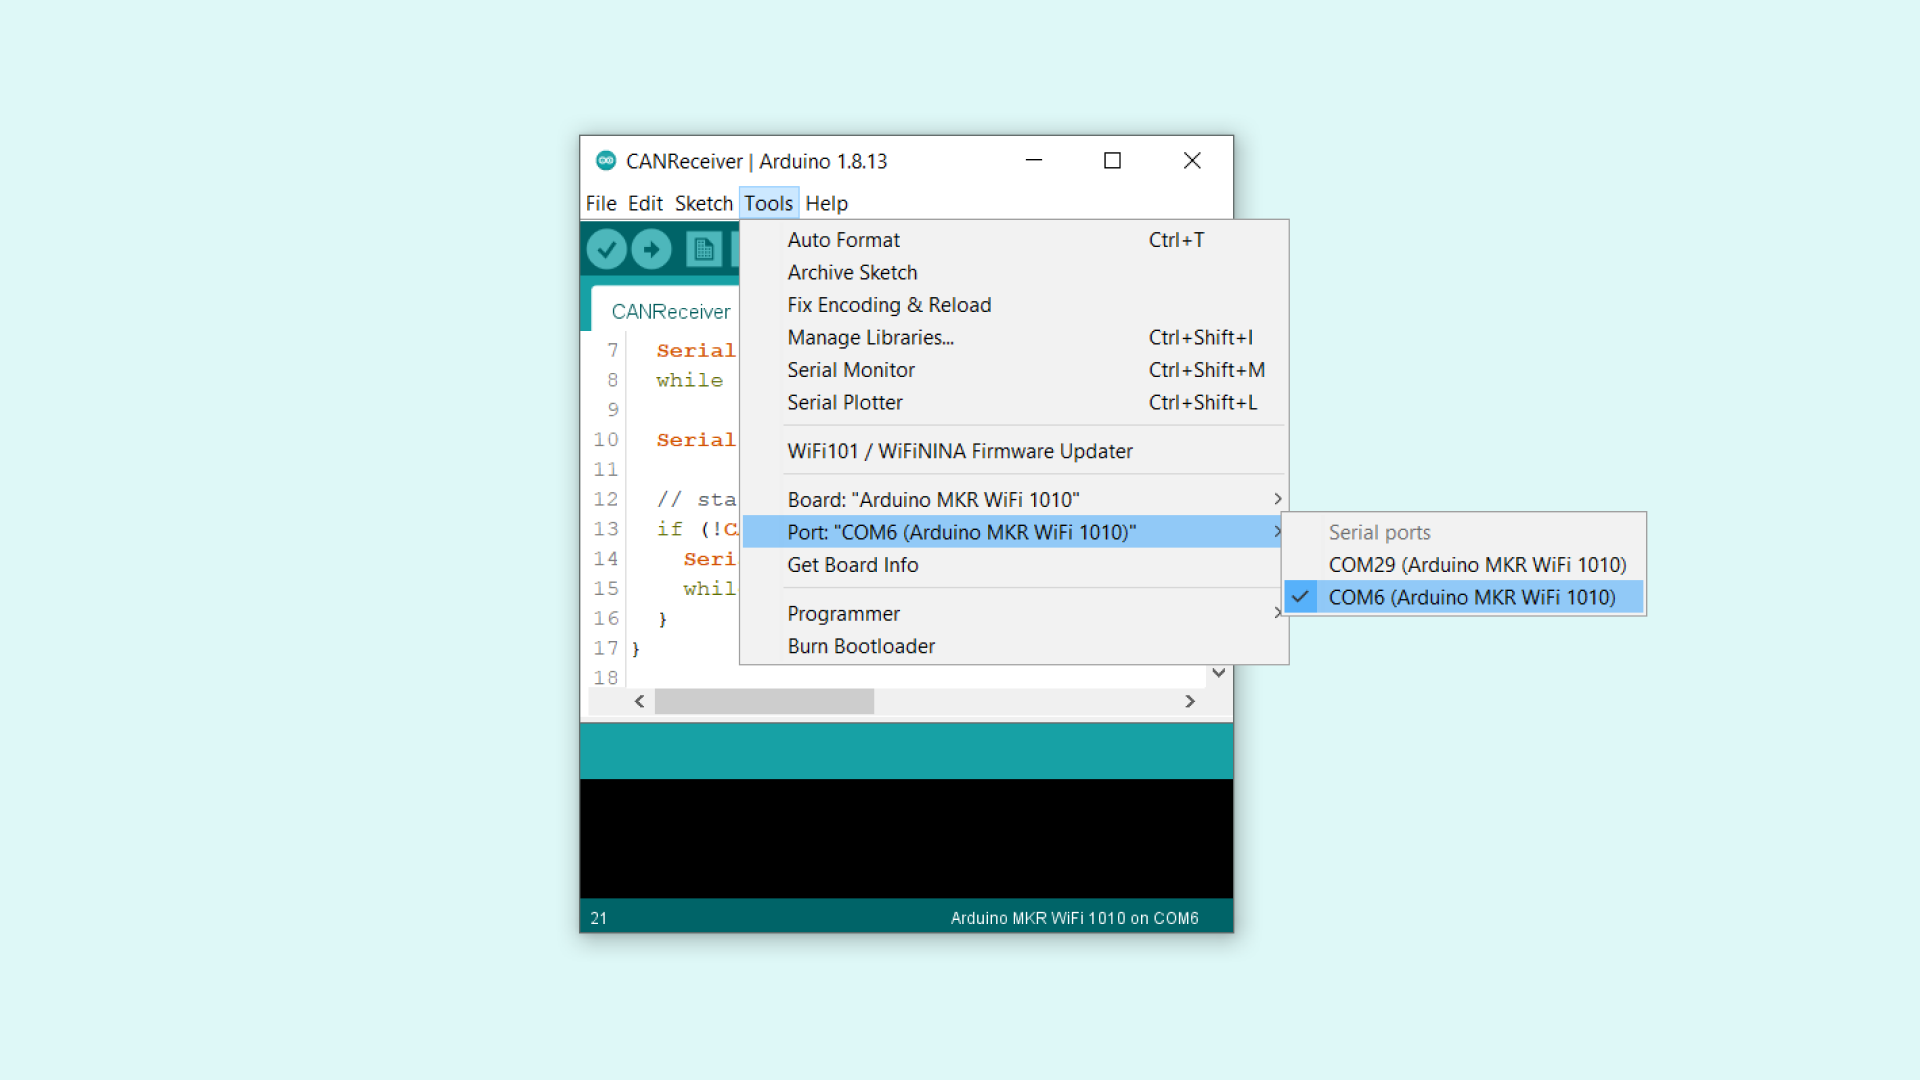 CANReceiver | Arduino 1.8.13
File Edit Sketch Tools Help
Auto Format Ctrl+T
Archive Sketch
Fix Encoding & Reload
Manage Libraries... Ctrl+Shift+I
Serial Monitor Ctrl+Shift+M
Serial Plotter Ctrl+Shift+L
WiFi101 / WiFiNINA Firmware Updater
Board: "Arduino MKR WiFi 1010"
Port: "COM6 (Arduino MKR WiFi 1010)"
Get Board Info
Programmer
Burn Bootloader
Serial ports
COM29 (Arduino MKR WiFi 1010)
COM6 (Arduino MKR WiFi 1010)
CANReceiver
7 Serial
8 while
9
10 Serial
11
12 // sta
13 if (!C
14 Seri
15 whil
16 }
17 }
18
21 Arduino MKR WiFi 1010 on COM6